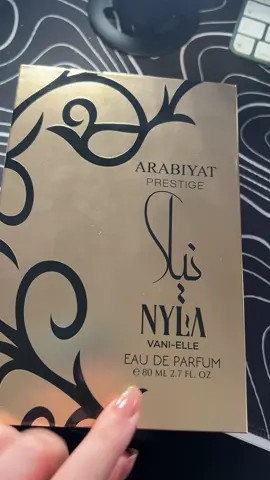 ARABIYAT
PRESTIGE
نيلا
NYLA
VANI-ELLE
EAU DE PARFUM
e 80 ML 2.7 FL. OZ